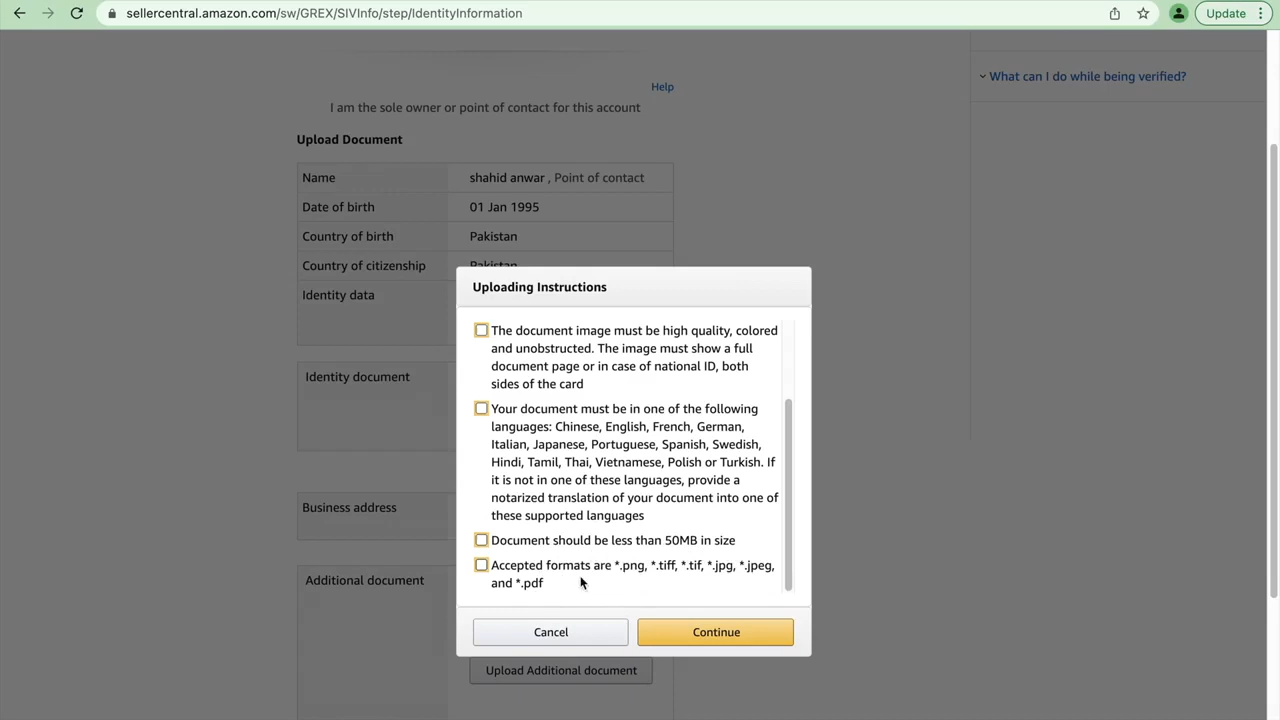 sellercentral.amazon.com/sw/GREX/SIVInfo/step/IdentityInformation
Update
Help
What can I do while being verified?
I am the sole owner or point of contact for this account
Upload Document
Name shahid anwar , Point of contact
Date of birth 01 Jan 1995
Country of birth Pakistan
Country of citizenship Pakistan
Identity data
Identity document
Business address
Additional document
Upload Additional document
Uploading Instructions
The document image must be high quality, colored
and unobstructed. The image must show a full
document page or in case of national ID, both
sides of the card
Your document must be in one of the following
languages: Chinese, English, French, German,
Italian, Japanese, Portuguese, Spanish, Swedish,
Hindi, Tamil, Thai, Vietnamese, Polish or Turkish. If
it is not in one of these languages, provide a
notarized translation of your document into one of
these supported languages
Document should be less than 50MB in size
Accepted formats are *.png, *.tiff, *.tif, *.jpg, *.jpeg,
and *.pdf
Cancel
Continue